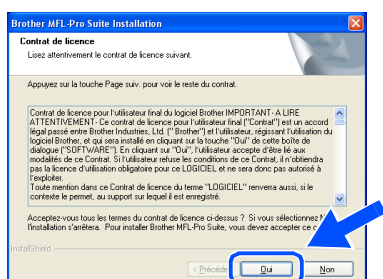 Brother MFL-Pro Suite Installation
Contrat de licence
Lisez attentivement le contrat de licence suivant.
Appuyez sur la touche Page suiv. pour voir le reste du contrat.
Contrat de licence pour l'utilisateur final du logiciel Brother IMPORTANT - A LIRE
ATTENTIVEMENT - Ce contrat de licence pour l'utilisateur final ("Contrat") est un accord
légal passé entre Brother Industries, Ltd. (" Brother") et l'utilisateur, régissant l'utilisation du
logiciel Brother, et qui sera installé en cliquant sur la touche "Oui" de cette boîte de
dialogue ("SOFTWARE"). En cliquant sur "Oui", l'utilisateur accepte d'être lié aux
modalités de ce Contrat. Si l'utilisateur refuse les conditions de ce Contrat, il n'obtiendra
pas la licence d'utilisation obligatoire pour ce LOGICIEL et ne sera donc pas autorisé à
l'exploiter.
Toute mention dans ce Contrat de licence du terme "LOGICIEL" renverra aussi, si le
contexte le permet, au support sur lequel il est enregistré.
Acceptez-vous tous les termes du contrat de licence ci-dessus ? Si vous sélectionnez
l'installation s'arrêtera. Pour installer Brother MFL-Pro Suite, vous devez accepter ce
InstallShield
< Précéde
Oui
Non